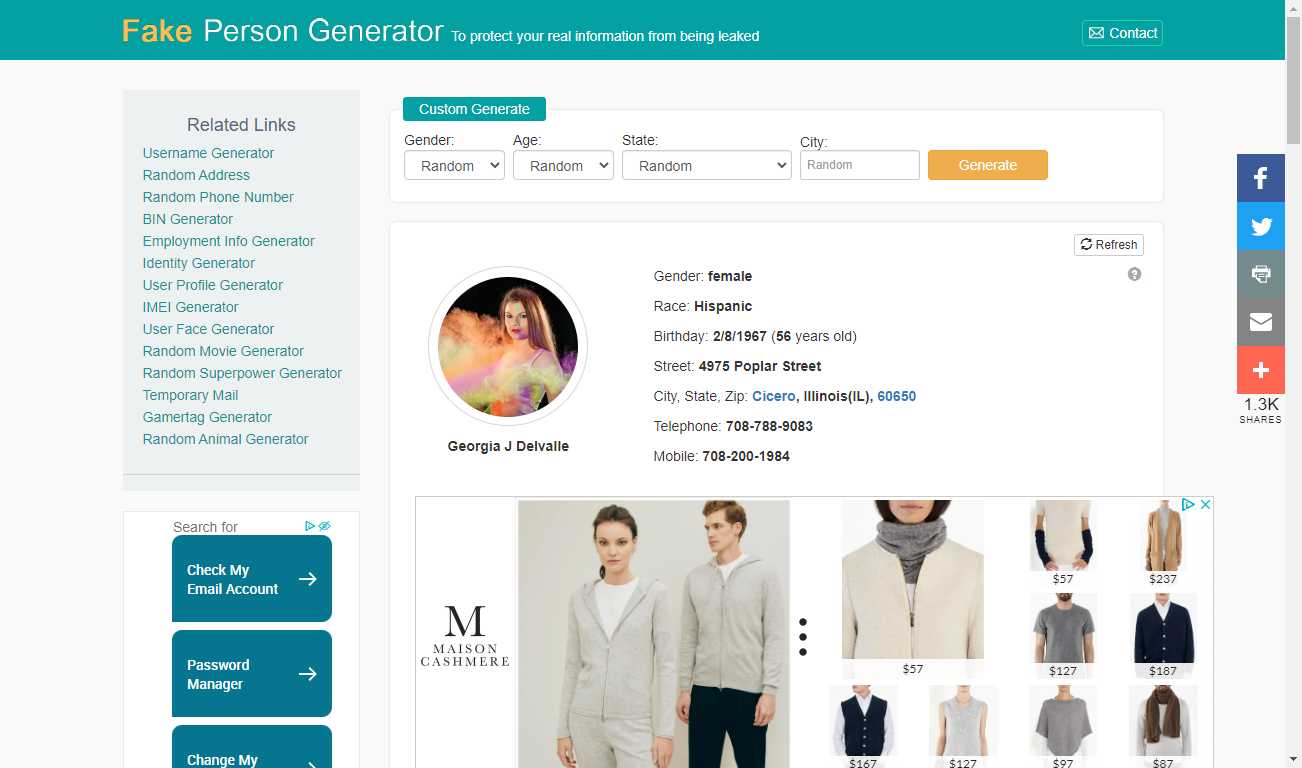 Fake Person Generator To protect your real information from being leaked
Contact
Related Links
Username Generator
Random Address
Random Phone Number
BIN Generator
Employment Info Generator
Identity Generator
User Profile Generator
IMEI Generator
User Face Generator
Random Movie Generator
Random Superpower Generator
Temporary Mail
Gamertag Generator
Random Animal Generator
Search for
Check My
Email Account
Password
Manager
Change My
Custom Generate
Gender:
Random
Age:
Random
State:
Random
City:
Random
Generate
Refresh
Georgia J Delvalle
Gender: female
Race: Hispanic
Birthday: 2/8/1967 (56 years old)
Street: 4975 Poplar Street
City, State, Zip: Cicero, Illinois(IL), 60650
Telephone: 708-788-9083
Mobile: 708-200-1984
M
MAISON
CASHMERE
$57
$57
$237
$127
$187
$167
$127
$97
$87
1.3K
SHARES